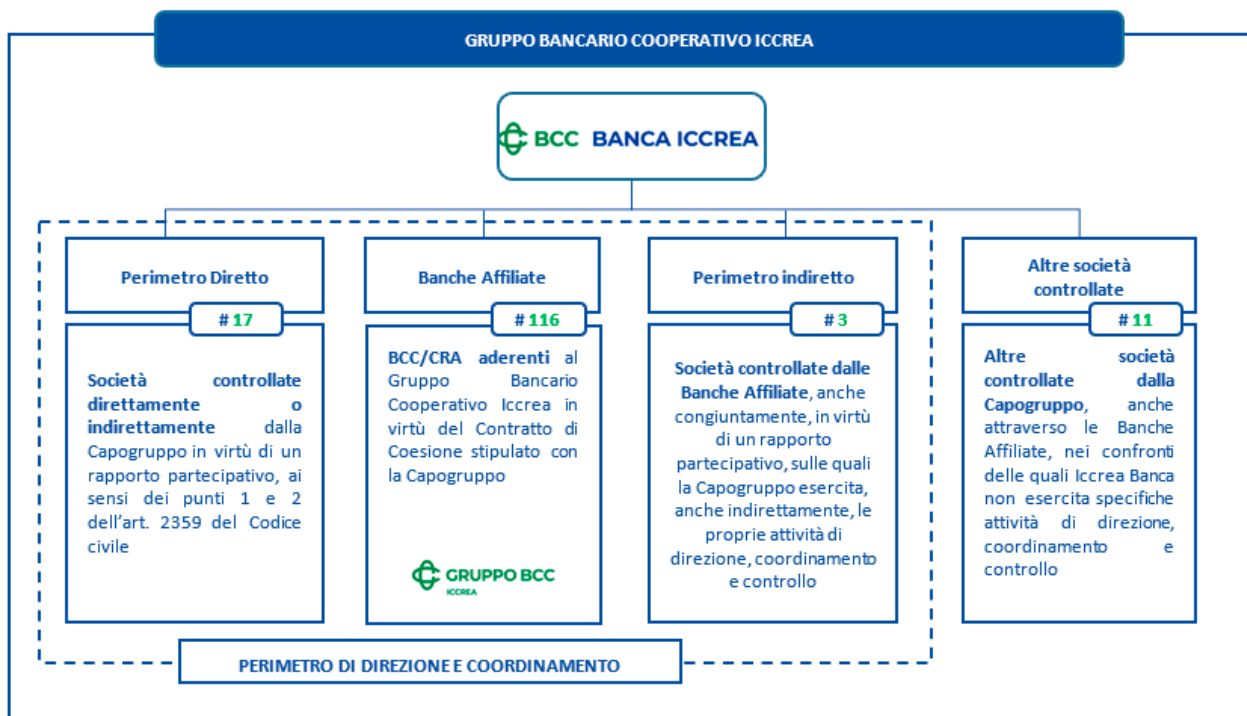 GRUPPO BANCARIO COOPERATIVO ICCREA
BCC BANCA ICCREA
Perimetro Diretto
# 17
Società controllate
direttamente o
indirettamente dalla
Capogruppo in virtù di un
rapporto partecipativo, ai
sensi dei punti 1 e 2
dell'art. 2359 del Codice
civile
Banche Affiliate
# 116
BCC/CRA aderenti al
Gruppo Bancario
Cooperativo Iccrea in
virtù del Contratto di
Coesione stipulato con
la Capogruppo
GRUPPO BCC
ICCREA
Perimetro indiretto
# 3
Società controllate dalle
Banche Affiliate, anche
congiuntamente, in virtù
di un rapporto
partecipativo, sulle quali
la Capogruppo esercita,
anche indirettamente, le
proprie attività di
direzione, coordinamento
e controllo
Altre società
controllate
# 11
Altre società
controllate dalla
Capogruppo, anche
attraverso le Banche
Affiliate, nei confronti
delle quali Iccrea Banca
non esercita specifiche
attività di direzione,
coordinamento e
controllo
PERIMETRO DI DIREZIONE E COORDINAMENTO